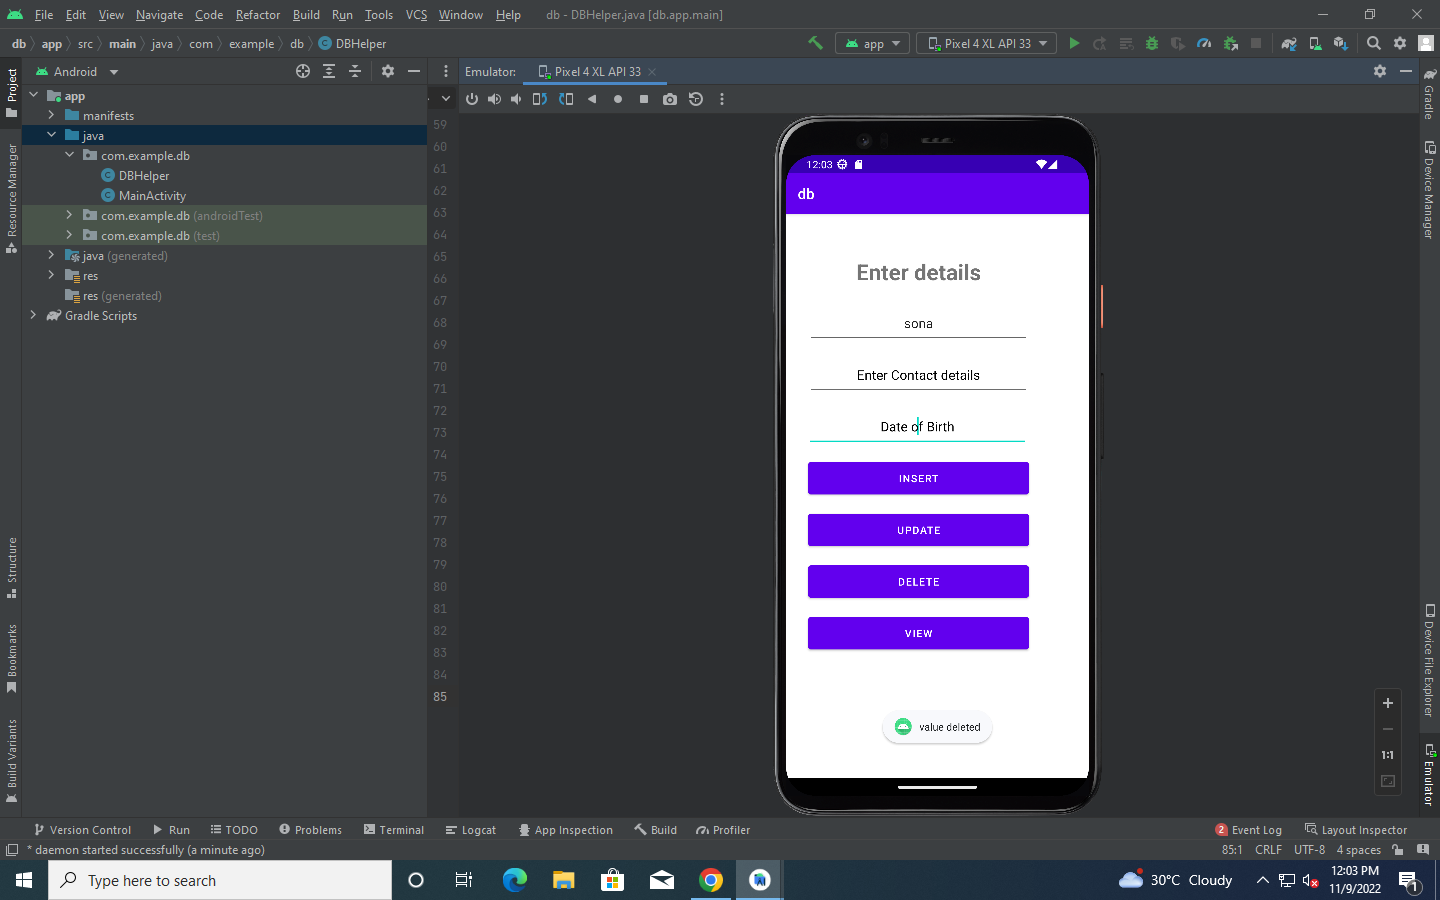 File Edit View Navigate Code Refactor Build Run Tools VCS Window Help db - DBHelper.java [db.app.main]
db app src main java com example db DBHelper app Pixel 4 XL API 33
Android Emulator: Pixel 4 XL API 33
app
manifests
java
com.example.db
DBHelper
MainActivity
com.example.db (androidTest)
com.example.db (test)
java (generated)
res
res (generated)
Gradle Scripts
Project
Resource Manager
Structure
Bookmarks
Build Variants
59
60
61
62
63
64
65
66
67
68
69
70
71
72
73
74
75
76
77
78
79
80
81
82
83
84
85
12:03
db
Enter details
sona
Enter Contact details
Date of Birth
INSERT
UPDATE
DELETE
VIEW
value deleted
1:1
Gradle
Device Manager
Device File Explorer
Emulator
Version Control Run TODO Problems Terminal Logcat App Inspection Build Profiler 2 Event Log Layout Inspector
* daemon started successfully (a minute ago) 85:1 CRLF UTF-8 4 spaces
Type here to search 30°C Cloudy 12:03 PM
11/9/2022
1